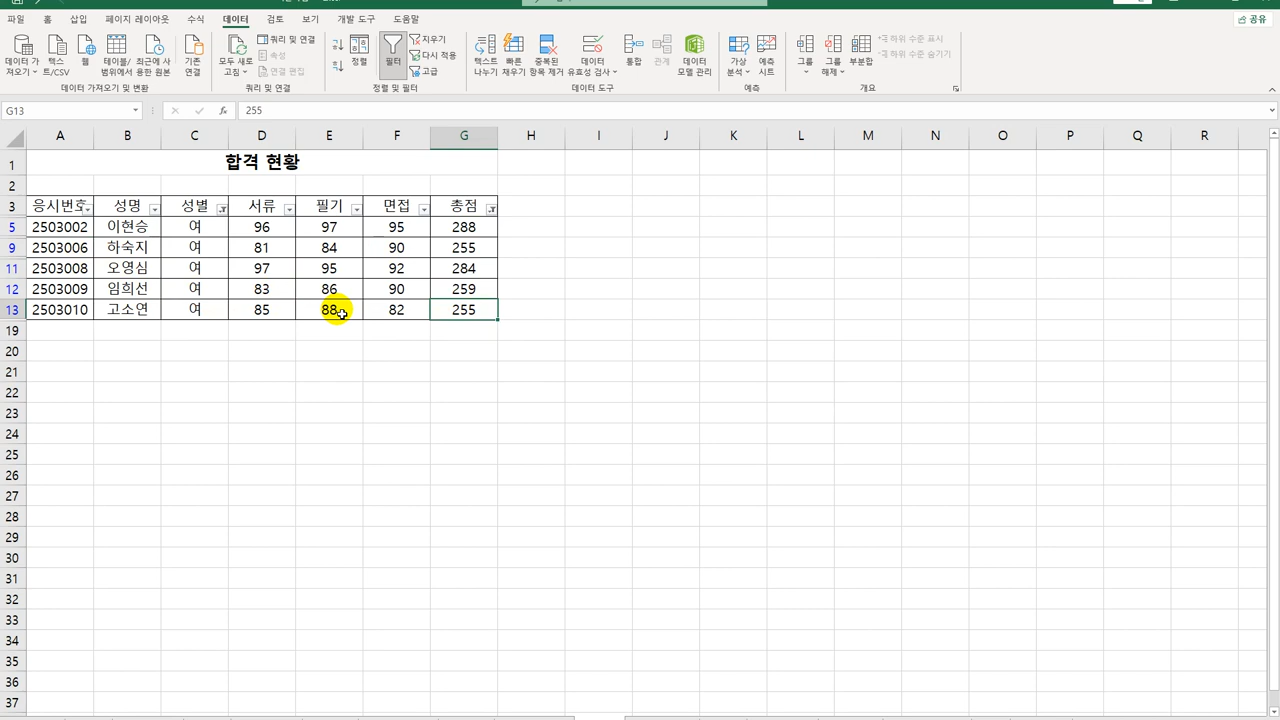 파일 홈 삽입 페이지 레이아웃 수식 데이터 검토 보기 개발 도구 도움말 공유
데이터 가져오기 텍스트/CSV 웹 테이블/범위에서 최근에 사용한 원본 기존 연결
모두 새로 고침 쿼리 및 연결 속성 연결 편집
정렬 필터 지우기 다시 적용 고급
텍스트 나누기 빠른 채우기 중복된 항목 제거 데이터 유효성 검사 통합 관계 데이터 모델 관리
가상 분석 예측 시트
그룹 그룹 해제 부분합 하위 수준 표시 하위 수준 숨기기
데이터 가져오기 및 변환 쿼리 및 연결 정렬 및 필터 데이터 도구 예측 개요
G13 255
A B C D E F G H I J K L M N O P Q R
1 합격 현황
2
3 응시번호 성명 성별 서류 필기 면접 총점
5 2503002 이현승 여 96 97 95 288
9 2503006 하숙지 여 81 84 90 255
11 2503008 오영심 여 97 95 92 284
12 2503009 임희선 여 83 86 90 259
13 2503010 고소연 여 85 88 82 255
19
20
21
22
23
24
25
26
27
28
29
30
31
32
33
34
35
36
37